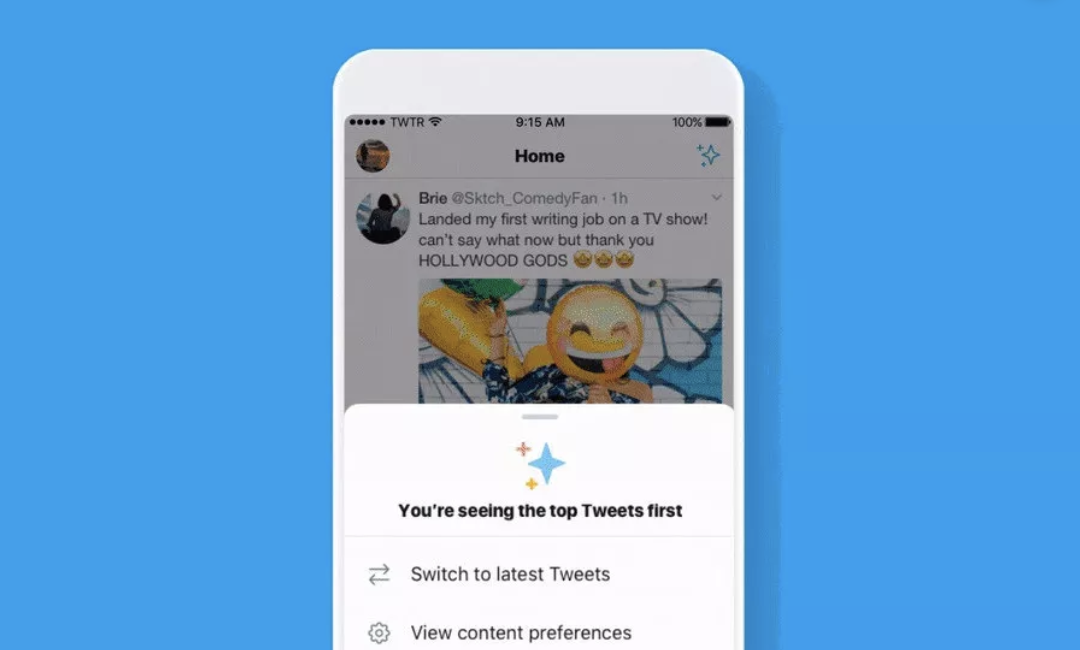 TWTR 9:15 AM 100%
Home
Brie @Sktch_ComedyFan · 1h
Landed my first writing job on a TV show!
can't say what now but thank you
HOLLYWOOD GODS 🤩🤩🤩
You're seeing the top Tweets first
Switch to latest Tweets
View content preferences